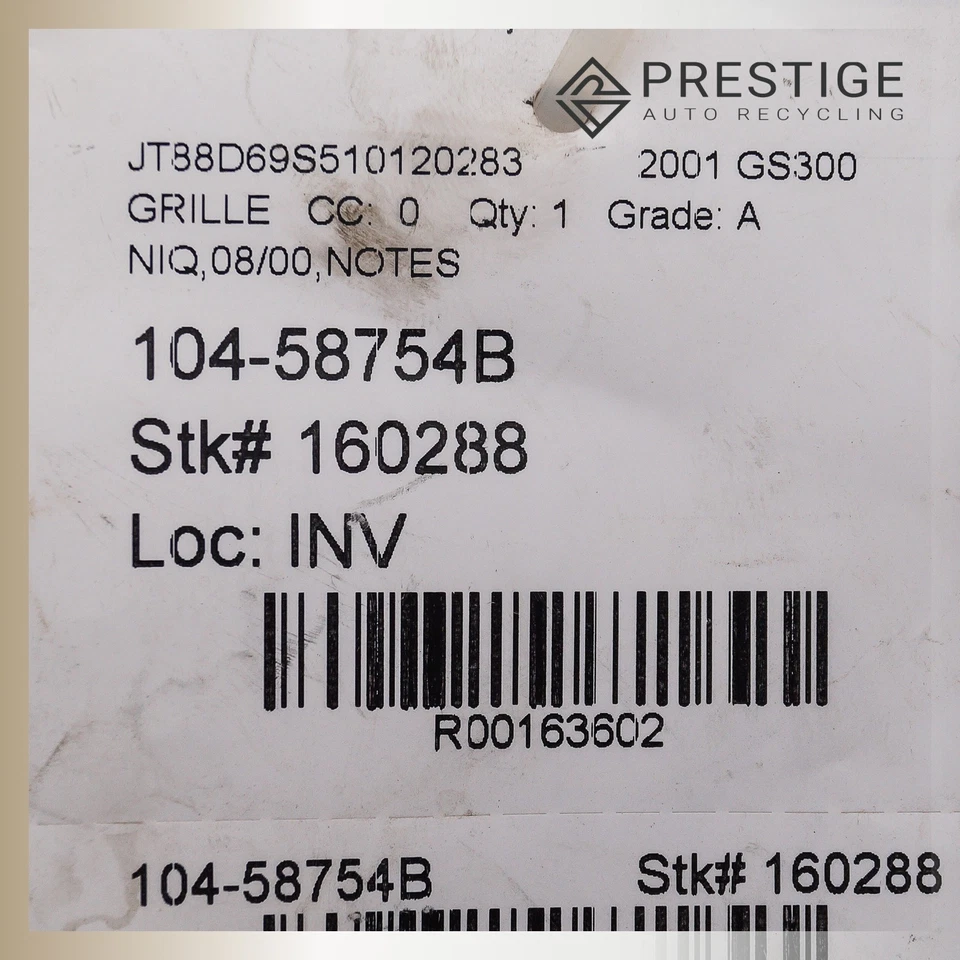 PRESTIGE
AUTO RECYCLING
JT88D69S510120283 2001 GS300
GRILLE CC: 0 Qty: 1 Grade: A
NIQ,08/00,NOTES
104-58754B
Stk# 160288
Loc: INV
R00163602
104-58754B Stk# 160288